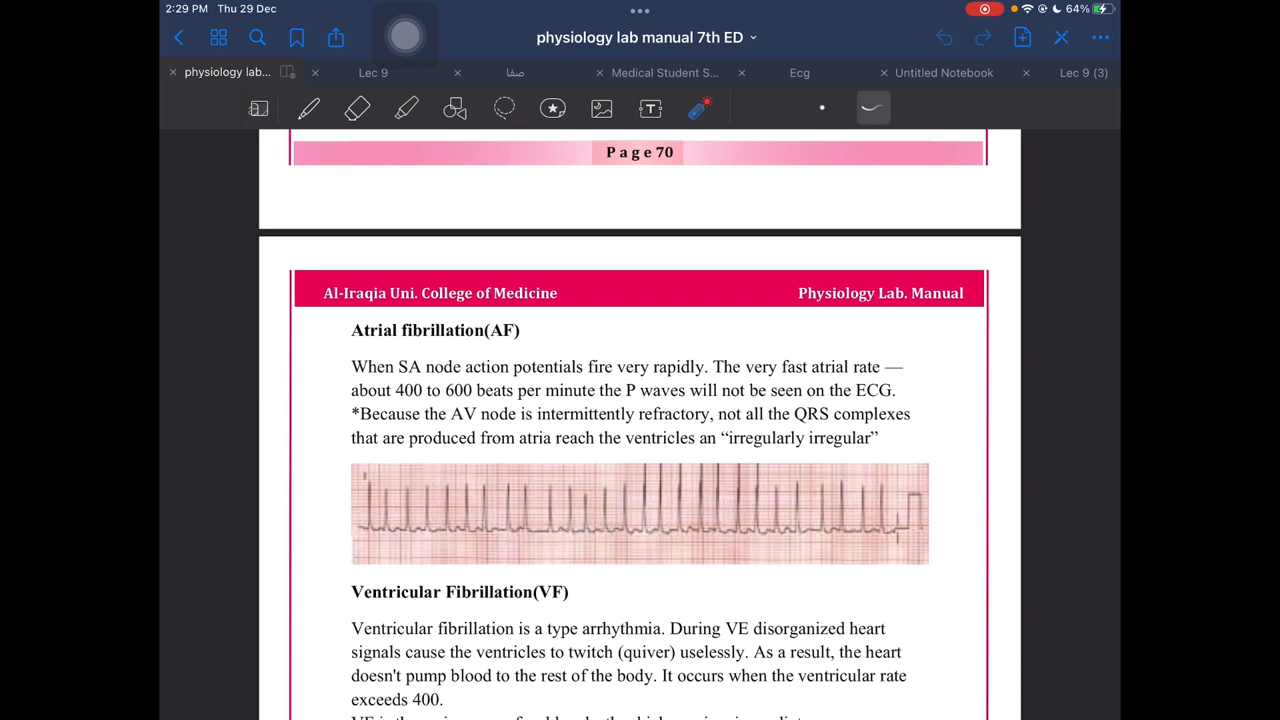 2:29 PM Thu 29 Dec
64%
physiology lab manual 7th ED
physiology lab...
Lec 9
صفا
Medical Student S...
Ecg
Untitled Notebook
Lec 9 (3)
P a g e 70
Al-Iraqia Uni. College of Medicine
Physiology Lab. Manual
Atrial fibrillation(AF)
When SA node action potentials fire very rapidly. The very fast atrial rate —
about 400 to 600 beats per minute the P waves will not be seen on the ECG.
*Because the AV node is intermittently refractory, not all the QRS complexes
that are produced from atria reach the ventricles an “irregularly irregular”
Ventricular Fibrillation(VF)
Ventricular fibrillation is a type arrhythmia. During VE disorganized heart
signals cause the ventricles to twitch (quiver) uselessly. As a result, the heart
doesn't pump blood to the rest of the body. It occurs when the ventricular rate
exceeds 400.